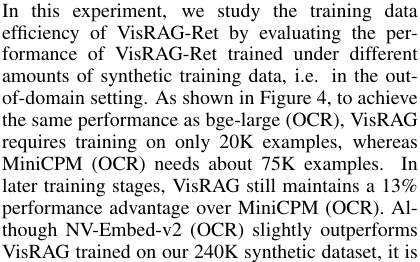 In this experiment, we study the training data
efficiency of VisRAG-Ret by evaluating the per-
formance of VisRAG-Ret trained under different
amounts of synthetic training data, i.e. in the out-
of-domain setting. As shown in Figure 4, to achieve
the same performance as bge-large (OCR), VisRAG
requires training on only 20K examples, whereas
MiniCPM (OCR) needs about 75K examples. In
later training stages, VisRAG still maintains a 13%
performance advantage over MiniCPM (OCR). Al-
though NV-Embed-v2 (OCR) slightly outperforms
VisRAG trained on our 240K synthetic dataset, it is